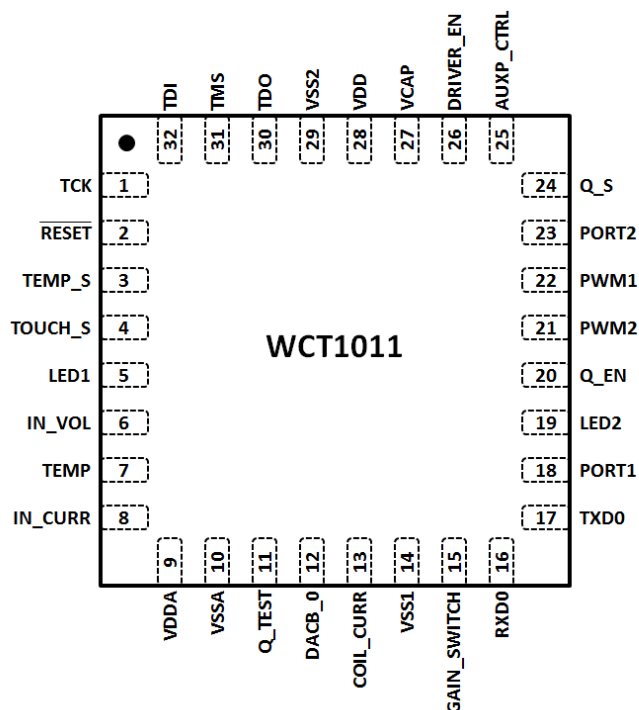 TDI TMS TDO VSS2 VDD VCAP DRIVER_EN AUXP_CTRL
32 31 30 29 28 27 26 25
TCK 1 24 Q_S
RESET 2 23 PORT2
TEMP_S 3 22 PWM1
TOUCH_S 4 21 PWM2
WCT1011
LED1 5 20 Q_EN
IN_VOL 6 19 LED2
TEMP 7 18 PORT1
IN_CURR 8 17 TXD0
9 10 11 12 13 14 15 16
VDDA VSSA Q_TEST DACB_0 COIL_CURR VSS1 GAIN_SWITCH RXD0